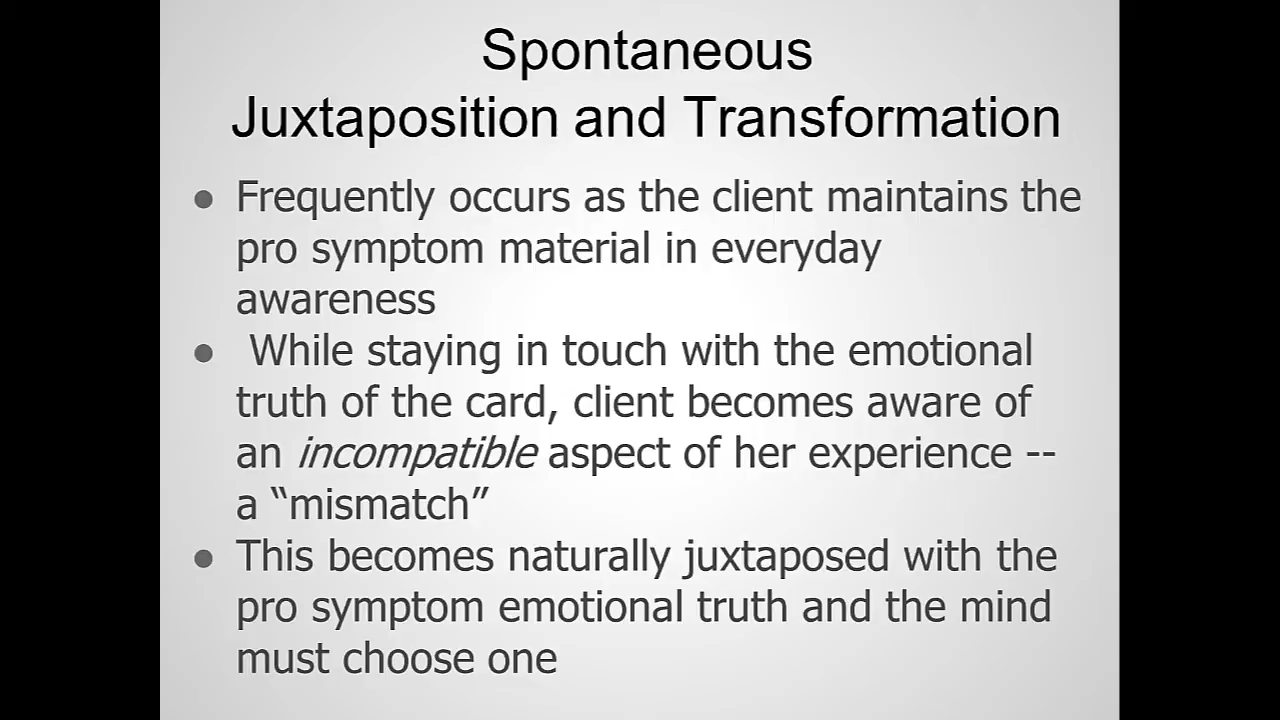 Spontaneous
Juxtaposition and Transformation
● Frequently occurs as the client maintains the
pro symptom material in everyday
awareness
● While staying in touch with the emotional
truth of the card, client becomes aware of
an incompatible aspect of her experience --
a “mismatch”
● This becomes naturally juxtaposed with the
pro symptom emotional truth and the mind
must choose one